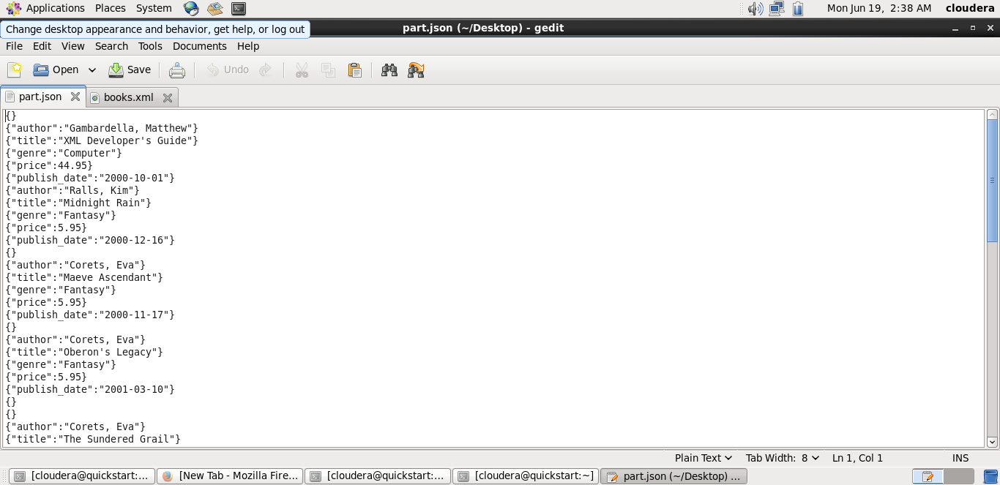 Applications Places System Mon Jun 19, 2:38 AM cloudera
Change desktop appearance and behavior, get help, or log out
part.json (~/Desktop) - gedit
File Edit View Search Tools Documents Help
Open Save Undo
part.json books.xml
{}
{"author":"Gambardella, Matthew"}
{"title":"XML Developer's Guide"}
{"genre":"Computer"}
{"price":44.95}
{"publish_date":"2000-10-01"}
{"author":"Ralls, Kim"}
{"title":"Midnight Rain"}
{"genre":"Fantasy"}
{"price":5.95}
{"publish_date":"2000-12-16"}
{}
{"author":"Corets, Eva"}
{"title":"Maeve Ascendant"}
{"genre":"Fantasy"}
{"price":5.95}
{"publish_date":"2000-11-17"}
{}
{"author":"Corets, Eva"}
{"title":"Oberon's Legacy"}
{"genre":"Fantasy"}
{"price":5.95}
{"publish_date":"2001-03-10"}
{}
{}
{"author":"Corets, Eva"}
{"title":"The Sundered Grail"}
Plain Text Tab Width: 8 Ln 1, Col 1 INS
[cloudera@quickstart:... [New Tab - Mozilla Fire... [cloudera@quickstart:... [cloudera@quickstart:~] part.json (~/Desktop) ...